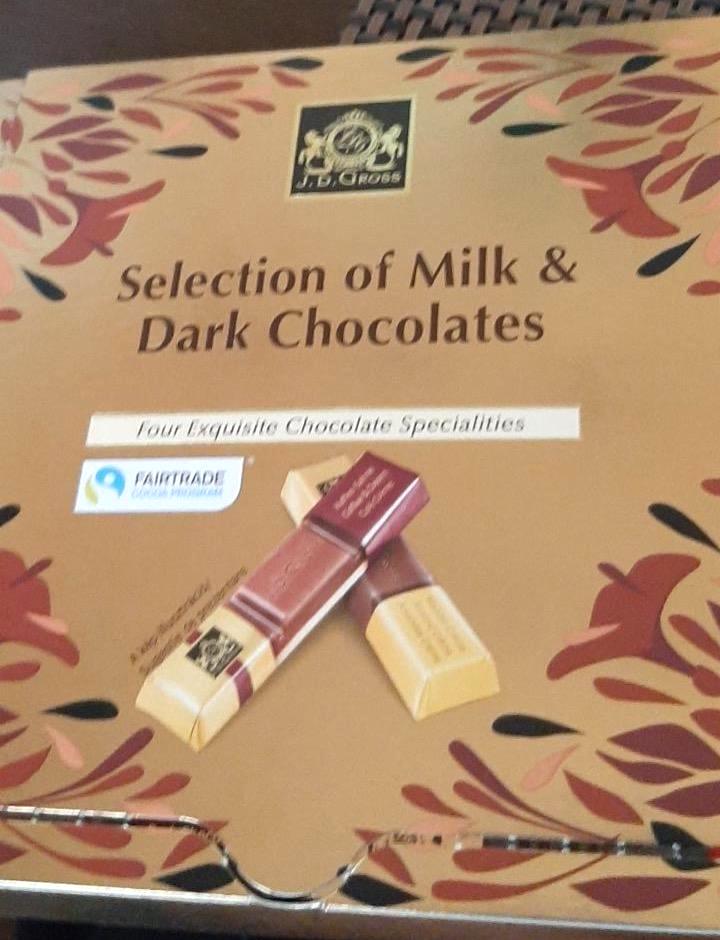 J. D. GROSS
Selection of Milk &
Dark Chocolates
Four Exquisite Chocolate Specialities
FAIRTRADE
COCOA PROGRAM